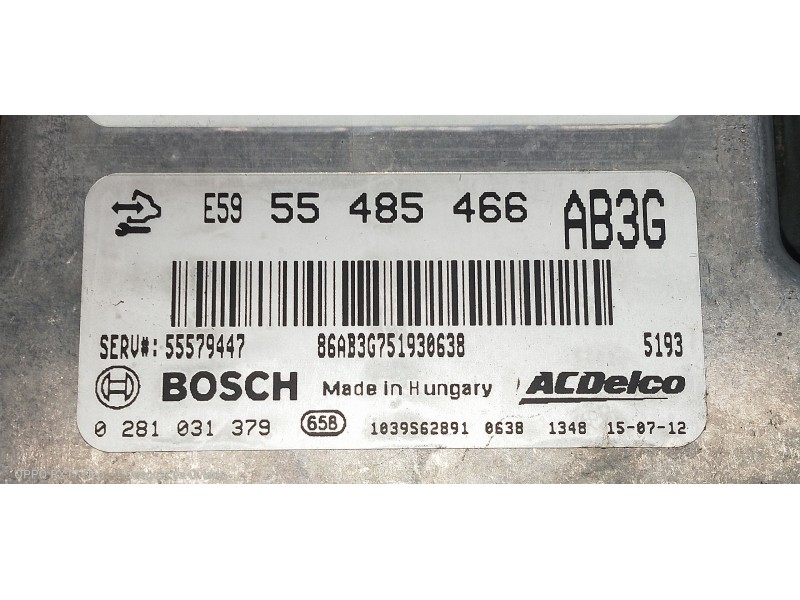 E59 55 485 466 AB3G
SERV#: 55579447 86AB3G751930638 5193
BOSCH Made in Hungary ACDelco
0 281 031 379 658 1039S62891 0638 1348 15-07-12